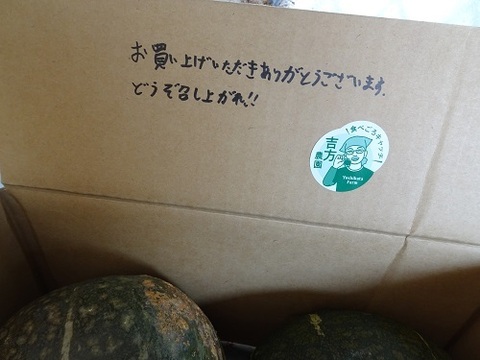 お買い上げいただきありがとうございます。
どうぞ召し上がれ!!
！食べごろキャッチ！
吉方
農園
Yoshikata
Farm